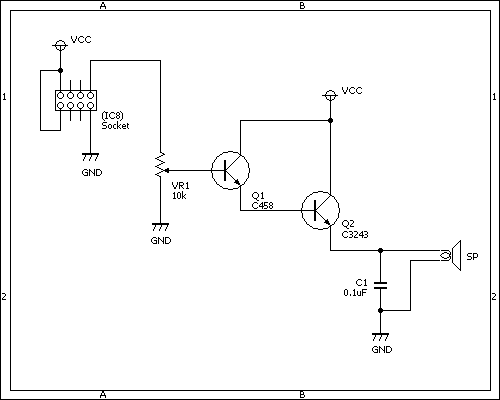 A B
VCC
VCC
1 1
(IC8)
Socket
GND
VR1
10k
Q1
C458
GND
Q2
C3243
SP
C1
0.1uF
2 2
GND
A B